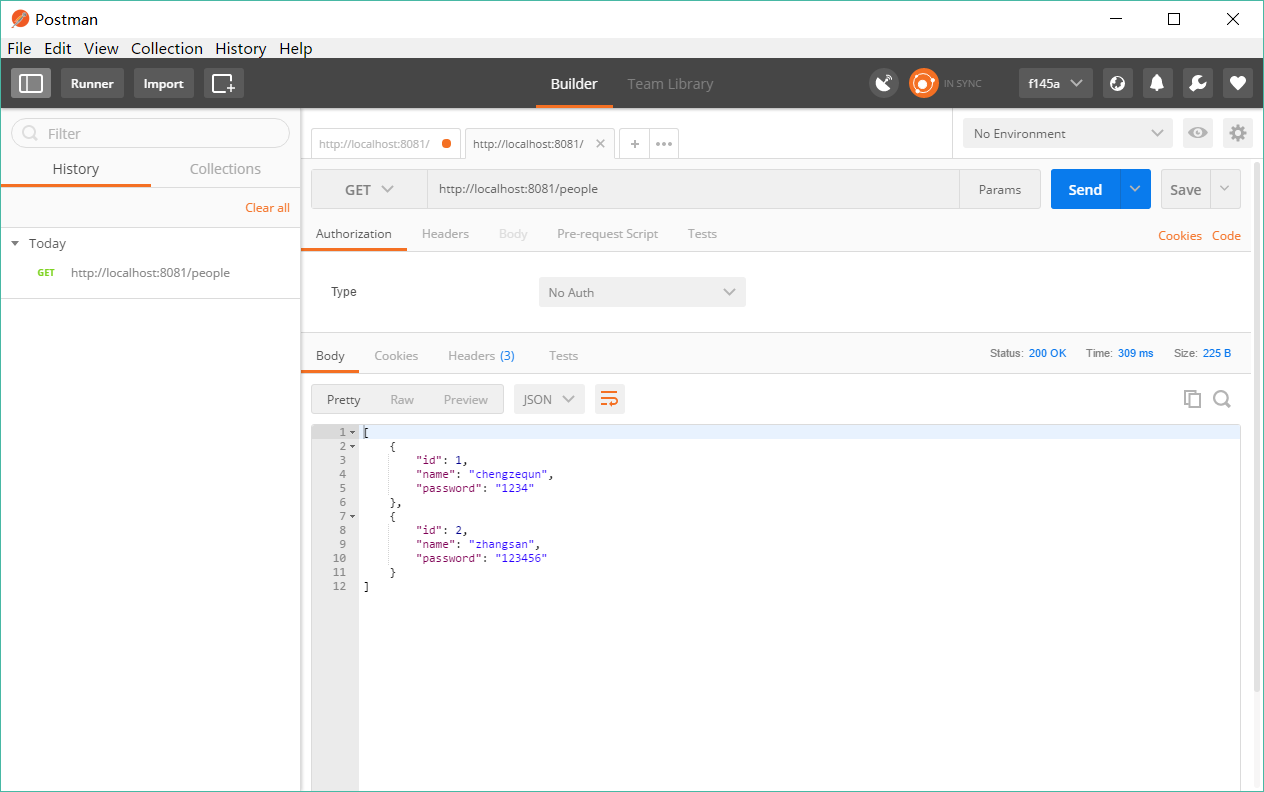 Postman
File Edit View Collection History Help
Runner Import Builder Team Library IN SYNC f145a
Filter
History Collections
Clear all
Today
GET http://localhost:8081/people
http://localhost:8081/ http://localhost:8081/ No Environment
GET http://localhost:8081/people Params Send Save
Authorization Headers Body Pre-request Script Tests Cookies Code
Type No Auth
Body Cookies Headers (3) Tests Status: 200 OK Time: 309 ms Size: 225 B
Pretty Raw Preview JSON
1 [
2 {
3 "id": 1,
4 "name": "chengzequn",
5 "password": "1234"
6 },
7 {
8 "id": 2,
9 "name": "zhangsan",
10 "password": "123456"
11 }
12 ]